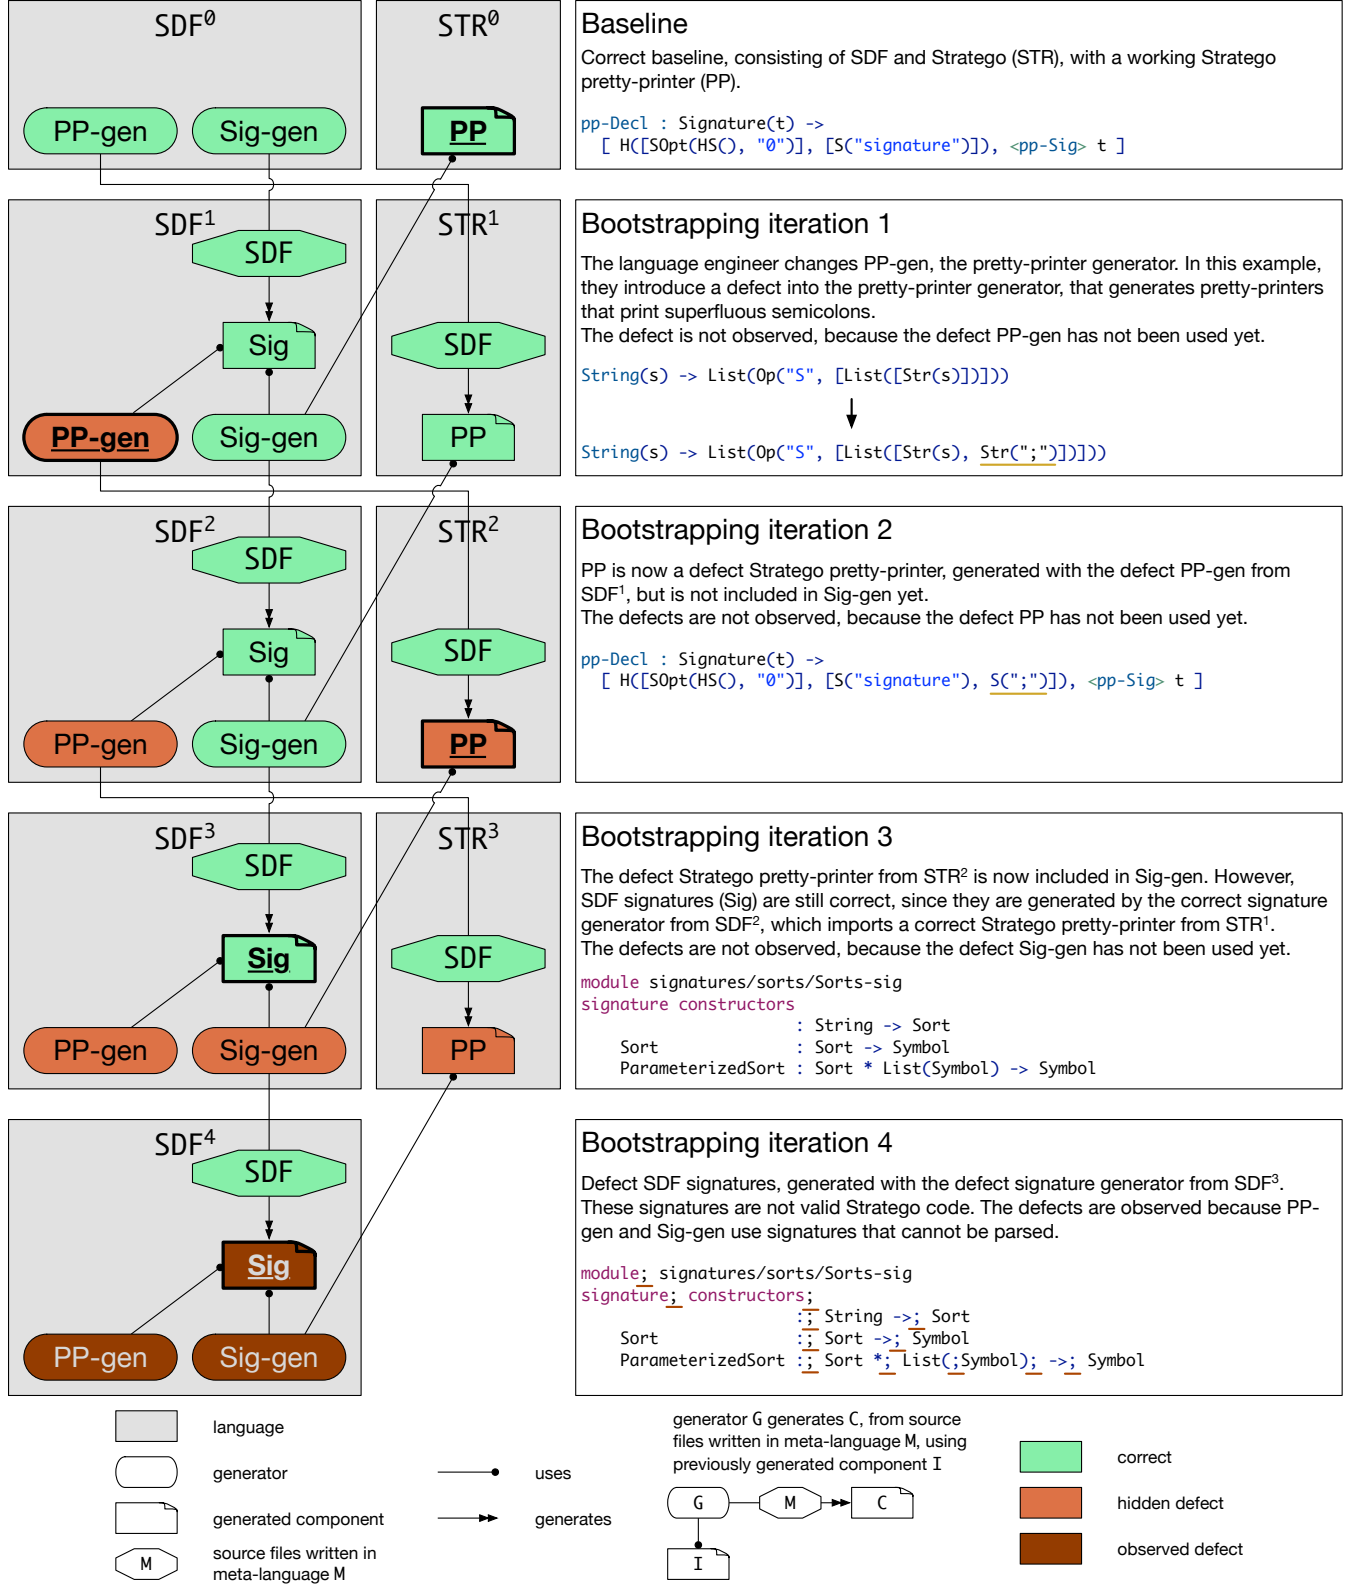 SDF⁰
STR⁰
PP-gen
Sig-gen
PP
Baseline
Correct baseline, consisting of SDF and Stratego (STR), with a working Stratego
pretty-printer (PP).
pp-Decl : Signature(t) ->
[ H([SOpt(HS(), "0")], [S("signature")]), <pp-Sig> t ]
SDF¹
STR¹
SDF
Sig
SDF
PP-gen
Sig-gen
PP
Bootstrapping iteration 1
The language engineer changes PP-gen, the pretty-printer generator. In this example,
they introduce a defect into the pretty-printer generator, that generates pretty-printers
that print superfluous semicolons.
The defect is not observed, because the defect PP-gen has not been used yet.
String(s) -> List(Op("S", [List([Str(s)])]))
String(s) -> List(Op("S", [List([Str(s), Str(";")])]))
SDF²
STR²
SDF
Sig
SDF
PP-gen
Sig-gen
PP
Bootstrapping iteration 2
PP is now a defect Stratego pretty-printer, generated with the defect PP-gen from
SDF¹, but is not included in Sig-gen yet.
The defects are not observed, because the defect PP has not been used yet.
pp-Decl : Signature(t) ->
[ H([SOpt(HS(), "0")], [S("signature"), S(";")]), <pp-Sig> t ]
SDF³
STR³
SDF
Sig
SDF
PP-gen
Sig-gen
PP
Bootstrapping iteration 3
The defect Stratego pretty-printer from STR² is now included in Sig-gen. However,
SDF signatures (Sig) are still correct, since they are generated by the correct signature
generator from SDF², which imports a correct Stratego pretty-printer from STR¹.
The defects are not observed, because the defect Sig-gen has not been used yet.
module signatures/sorts/Sorts-sig
signature constructors
: String -> Sort
Sort : Sort -> Symbol
ParameterizedSort : Sort * List(Symbol) -> Symbol
SDF⁴
SDF
Sig
PP-gen
Sig-gen
Bootstrapping iteration 4
Defect SDF signatures, generated with the defect signature generator from SDF³.
These signatures are not valid Stratego code. The defects are observed because PP-
gen and Sig-gen use signatures that cannot be parsed.
module; signatures/sorts/Sorts-sig
signature; constructors;
:; String ->; Sort
Sort :; Sort ->; Symbol
ParameterizedSort :; Sort *; List(;Symbol); ->; Symbol
language
generator
generated component
M
source files written in
meta-language M
uses
generates
generator G generates C, from source
files written in meta-language M, using
previously generated component I
G
M
C
I
correct
hidden defect
observed defect